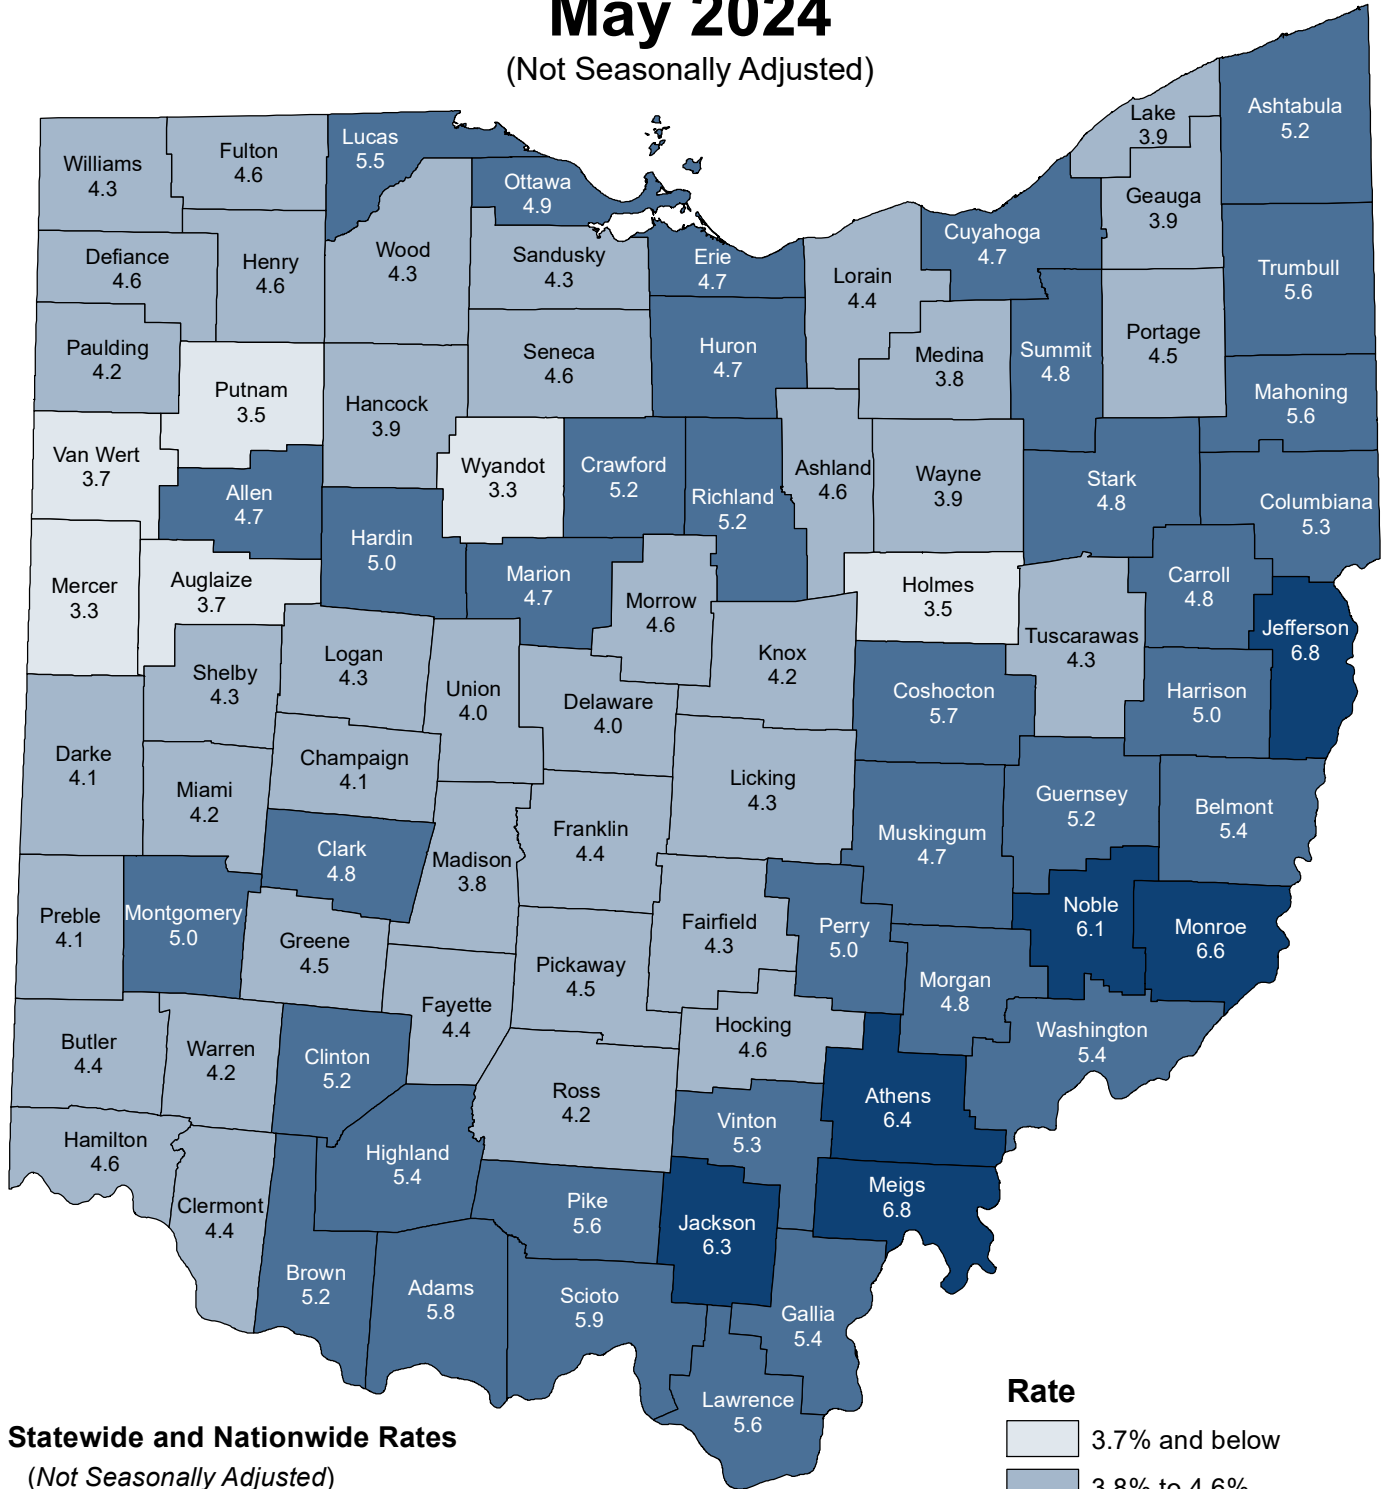 May 2024
(Not Seasonally Adjusted)
Williams
4.3
Fulton
4.6
Lucas
5.5
Ottawa
4.9
Lake
3.9
Ashtabula
5.2
Geauga
3.9
Defiance
4.6
Henry
4.6
Wood
4.3
Sandusky
4.3
Erie
4.7
Lorain
4.4
Cuyahoga
4.7
Trumbull
5.6
Paulding
4.2
Putnam
3.5
Hancock
3.9
Seneca
4.6
Huron
4.7
Medina
3.8
Summit
4.8
Portage
4.5
Mahoning
5.6
Van Wert
3.7
Allen
4.7
Wyandot
3.3
Crawford
5.2
Richland
5.2
Ashland
4.6
Wayne
3.9
Stark
4.8
Columbiana
5.3
Mercer
3.3
Auglaize
3.7
Hardin
5.0
Marion
4.7
Morrow
4.6
Holmes
3.5
Tuscarawas
4.3
Carroll
4.8
Jefferson
6.8
Shelby
4.3
Logan
4.3
Union
4.0
Delaware
4.0
Knox
4.2
Coshocton
5.7
Harrison
5.0
Darke
4.1
Miami
4.2
Champaign
4.1
Licking
4.3
Guernsey
5.2
Belmont
5.4
Clark
4.8
Madison
3.8
Franklin
4.4
Muskingum
4.7
Preble
4.1
Montgomery
5.0
Greene
4.5
Fairfield
4.3
Perry
5.0
Noble
6.1
Monroe
6.6
Pickaway
4.5
Fayette
4.4
Morgan
4.8
Butler
4.4
Warren
4.2
Clinton
5.2
Hocking
4.6
Washington
5.4
Ross
4.2
Athens
6.4
Hamilton
4.6
Highland
5.4
Vinton
5.3
Clermont
4.4
Pike
5.6
Jackson
6.3
Meigs
6.8
Brown
5.2
Adams
5.8
Scioto
5.9
Gallia
5.4
Lawrence
5.6
Statewide and Nationwide Rates
(Not Seasonally Adjusted)
Rate
3.7% and below
3.8% to 4.6%